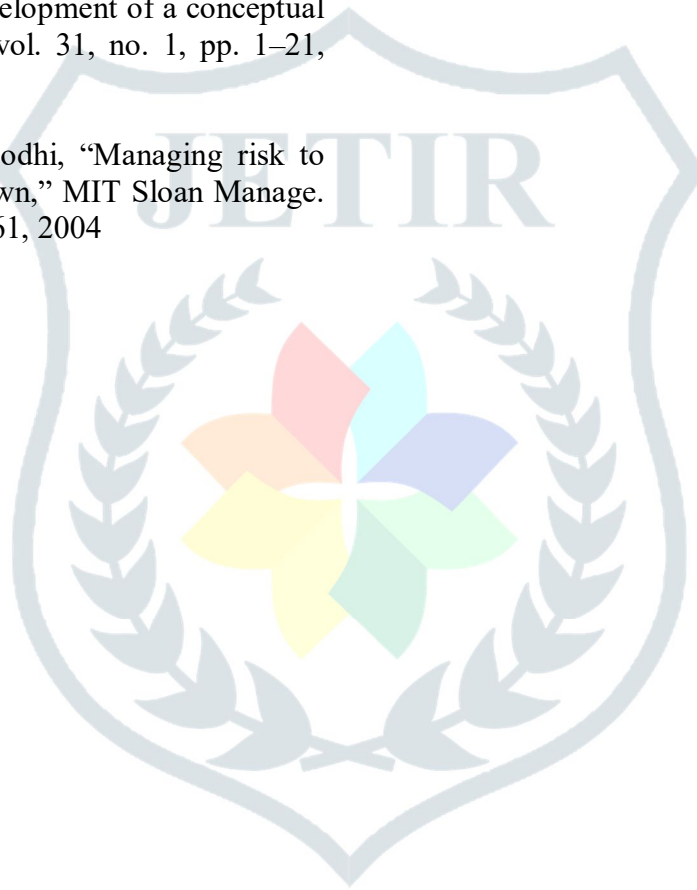 elopment of a conceptual
vol. 31, no. 1, pp. 1–21,
odhi, “Managing risk to
wn,” MIT Sloan Manage.
61, 2004
JETIR